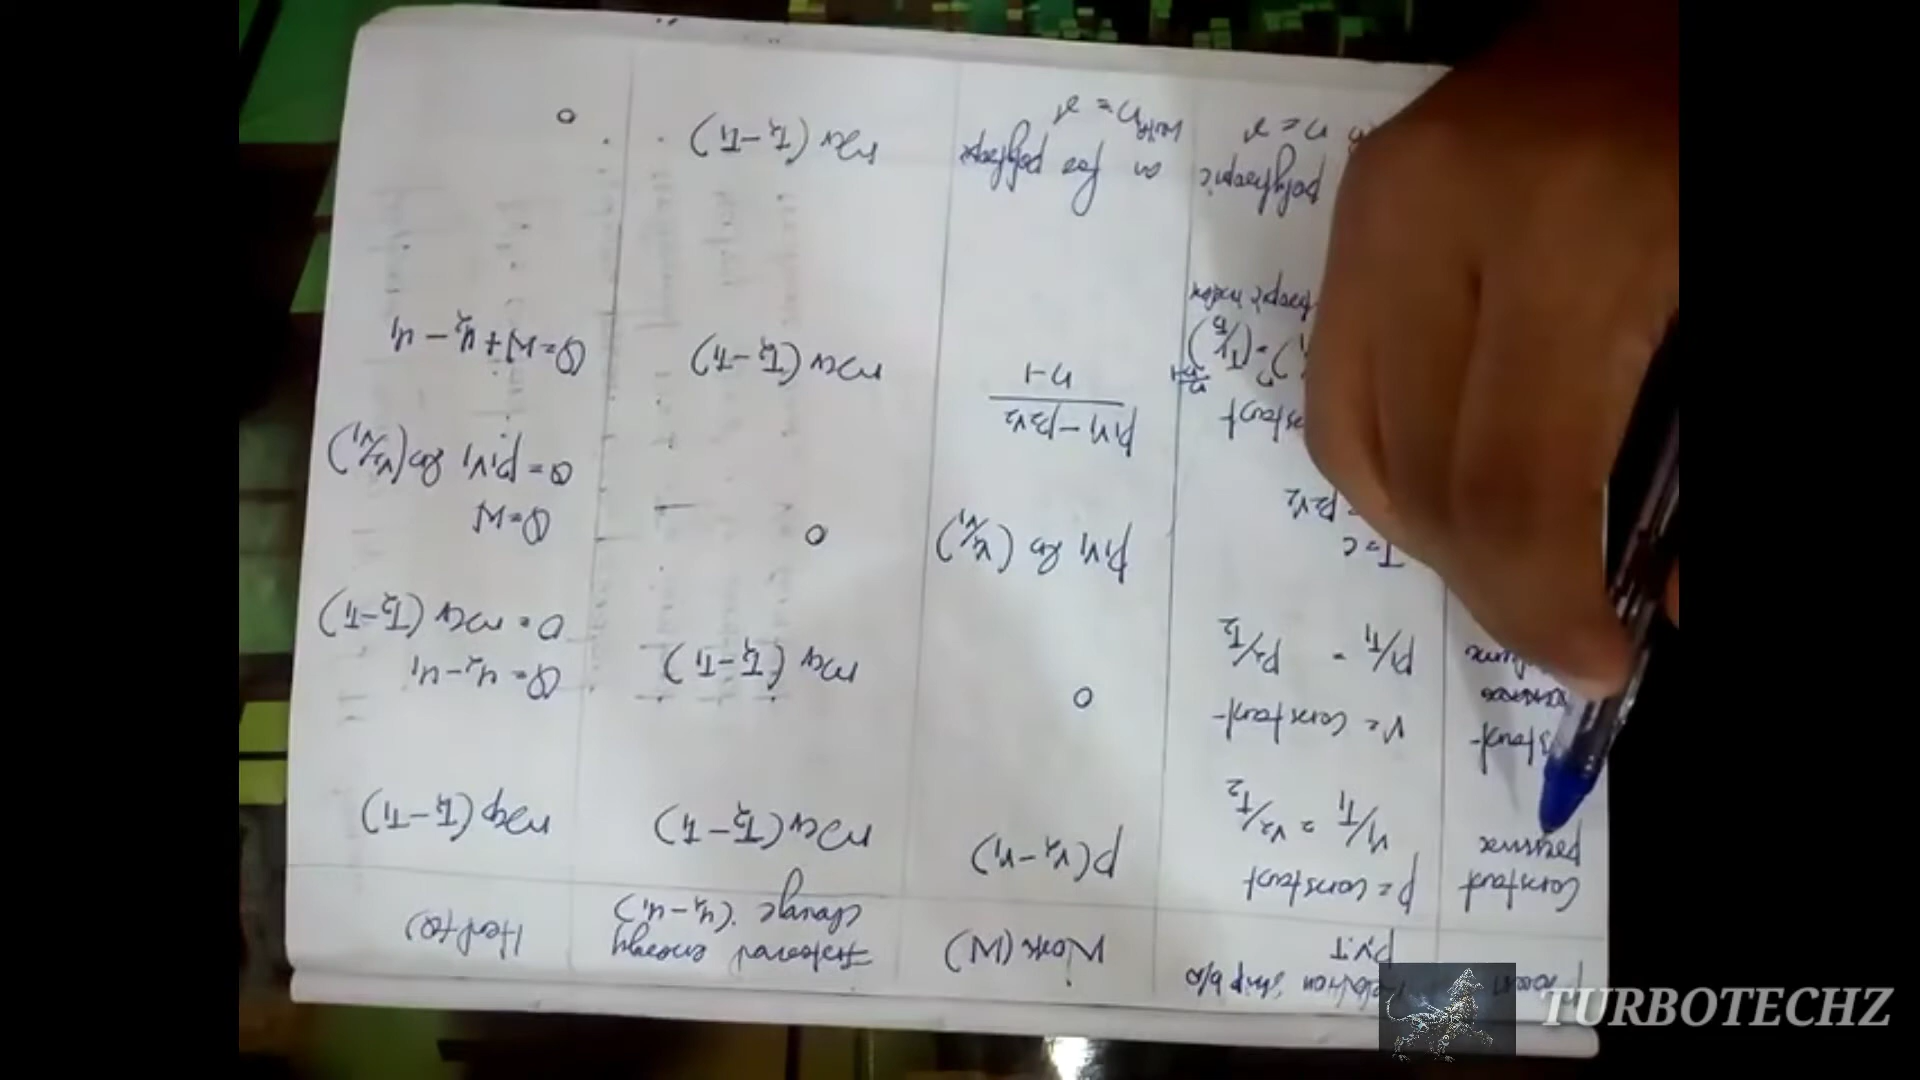 Relation ship b/w
P.V.T
Work (W)
Internal energy
change (u₂-u₁)
Heat (Q)
Constant
pressure
P = constant
V₁/T₁ = V₂/T₂
P(V₂-V₁)
mcv (T₂-T₁)
mcp (T₂-T₁)
V = constant
P₁/T₁ = P₂/T₂
0
mcv (T₂-T₁)
Q = u₂-u₁
Q = mcv (T₂-T₁)
T = C
= P₂V₂
P₁V₁ ln (V₂/V₁)
0
Q = W
Q = P₁V₁ ln (V₂/V₁)
P₁V₁ - P₂V₂
n-1
mcv (T₂-T₁)
Q = W + u₂ - u₁
polytropic
n = γ
as for polytropic
with n = γ
mcv (T₂-T₁)
0
TURBOTECHZ